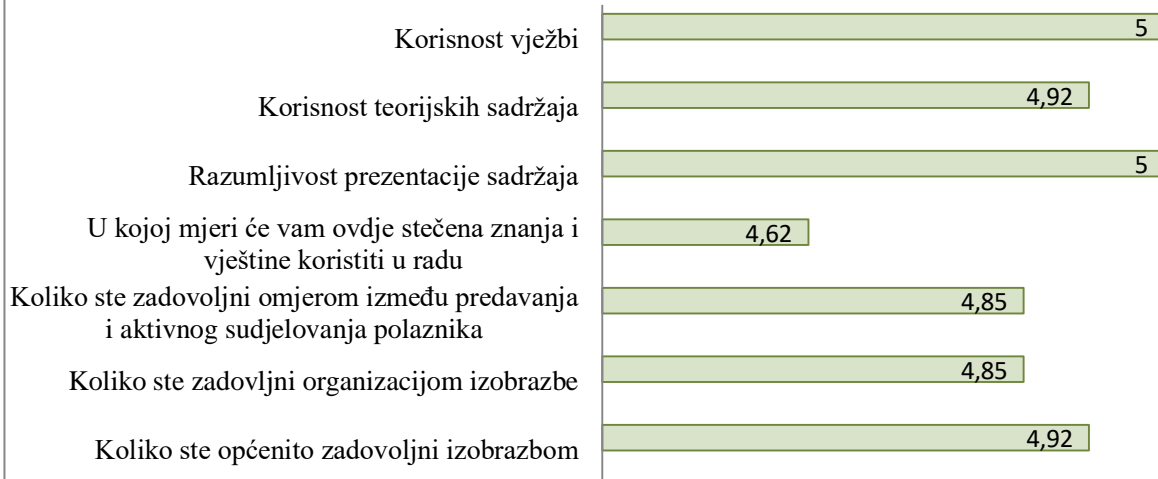 Korisnost vježbi
5
Korisnost teorijskih sadržaja
4,92
Razumljivost prezentacije sadržaja
5
U kojoj mjeri će vam ovdje stečena znanja i
vještine koristiti u radu
4,62
Koliko ste zadovoljni omjerom između predavanja
i aktivnog sudjelovanja polaznika
4,85
Koliko ste zadovljni organizacijom izobrazbe
4,85
Koliko ste općenito zadovoljni izobrazbom
4,92